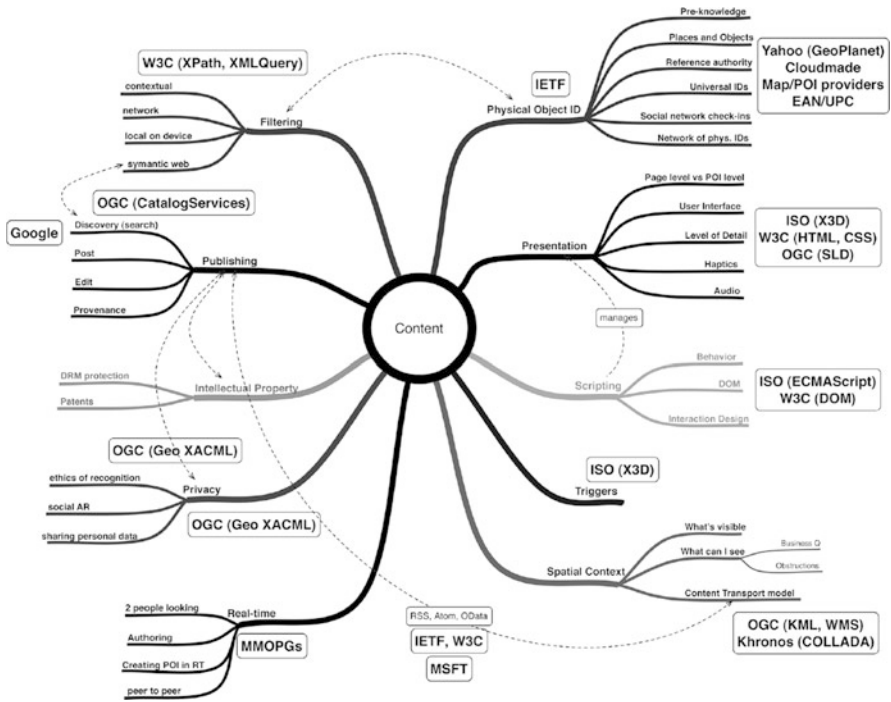 Pre-knowledge
Places and Objects
Reference authority
Universal IDs
Social network check-ins
Network of phys. IDs
IETF
Physical Object ID
Yahoo (GeoPlanet)
Cloudmade
Map/POI providers
EAN/UPC
W3C (XPath, XMLQuery)
contextual
network
local on device
symantic web
Filtering
OGC (CatalogServices)
Google
Discovery (search)
Post
Edit
Provenance
Publishing
Page level vs POI level
User Interface
Level of Detail
Haptics
Audio
Presentation
ISO (X3D)
W3C (HTML, CSS)
OGC (SLD)
Content
manages
DRM protection
Patents
Intellectual Property
Scripting
Behavior
DOM
Interaction Design
ISO (ECMAScript)
W3C (DOM)
OGC (Geo XACML)
ethics of recognition
social AR
sharing personal data
Privacy
OGC (Geo XACML)
ISO (X3D)
Triggers
Spatial Context
What's visible
What can I see
Business Q
Obstructions
Content Transport model
OGC (KML, WMS)
Khronos (COLLADA)
2 people looking
Authoring
Creating POI in RT
peer to peer
Real-time
MMOPGs
RSS, Atom, OData
IETF, W3C
MSFT